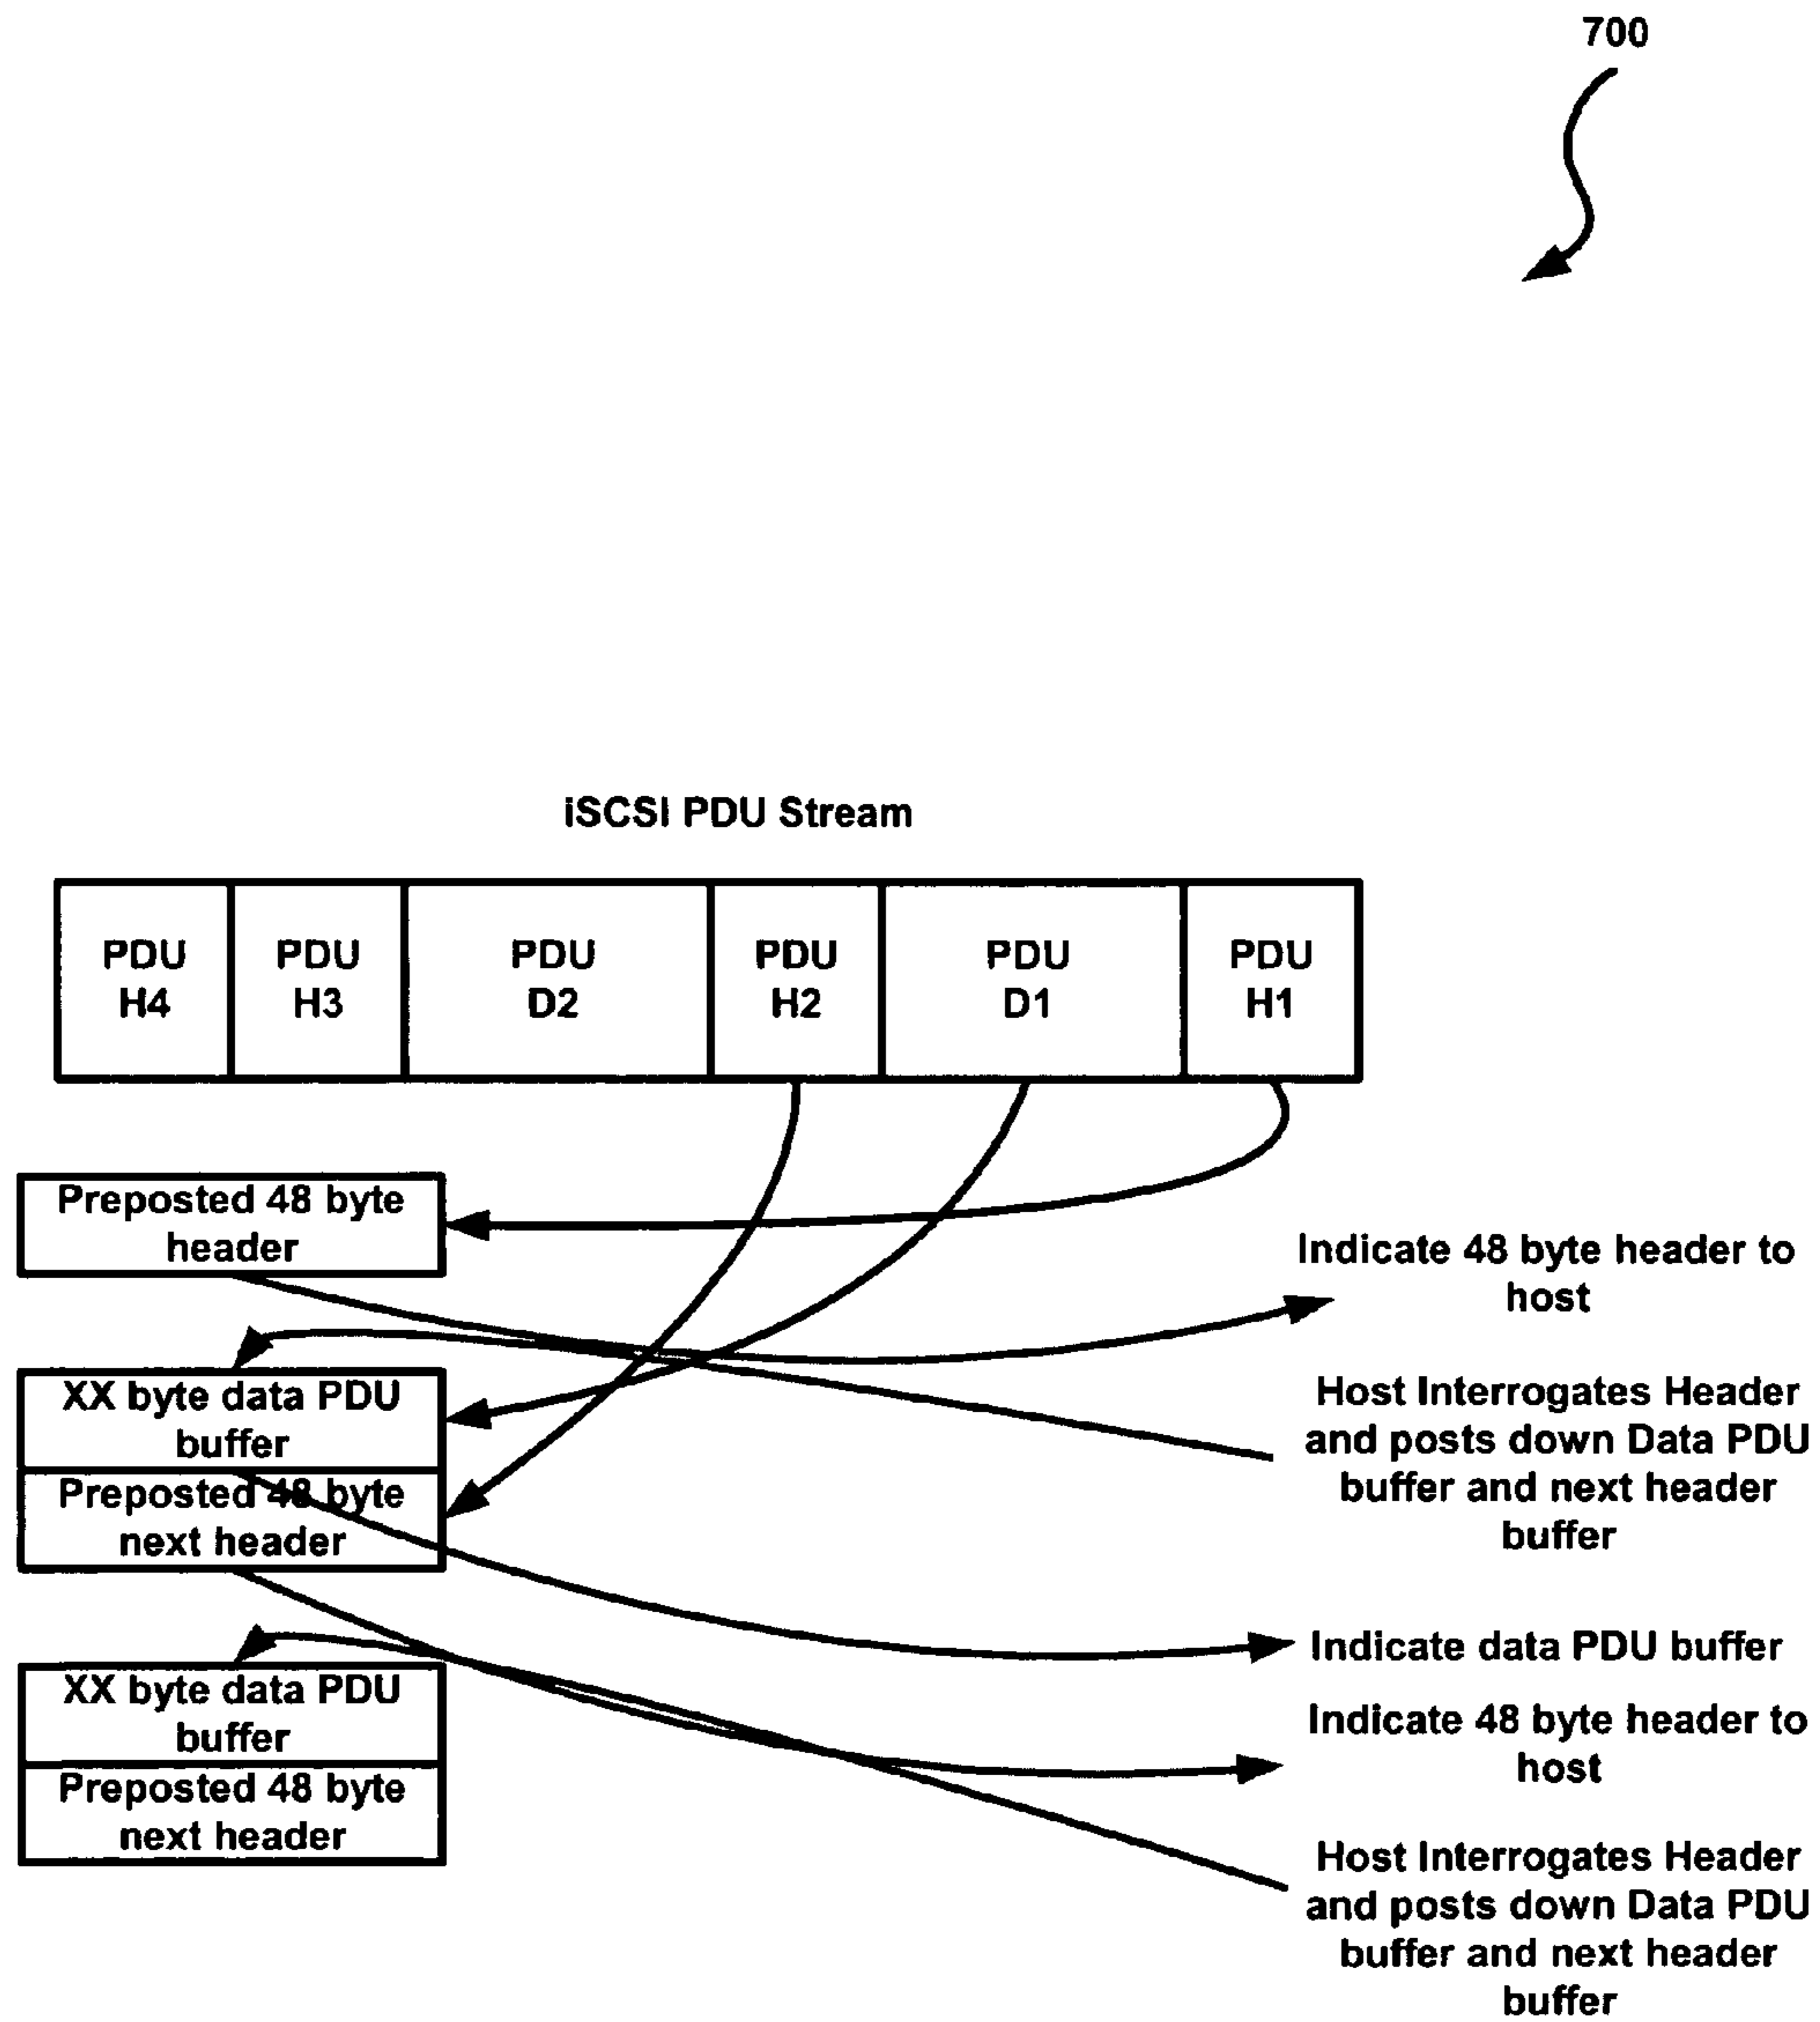 700
iSCSI PDU Stream
PDU
H4
PDU
H3
PDU
D2
PDU
H2
PDU
D1
PDU
H1
Preposted 48 byte
header
Indicate 48 byte header to
host
XX byte data PDU
buffer
Preposted 48 byte
next header
Host Interrogates Header
and posts down Data PDU
buffer and next header
buffer
Indicate data PDU buffer
XX byte data PDU
buffer
Preposted 48 byte
next header
Indicate 48 byte header to
host
Host Interrogates Header
and posts down Data PDU
buffer and next header
buffer